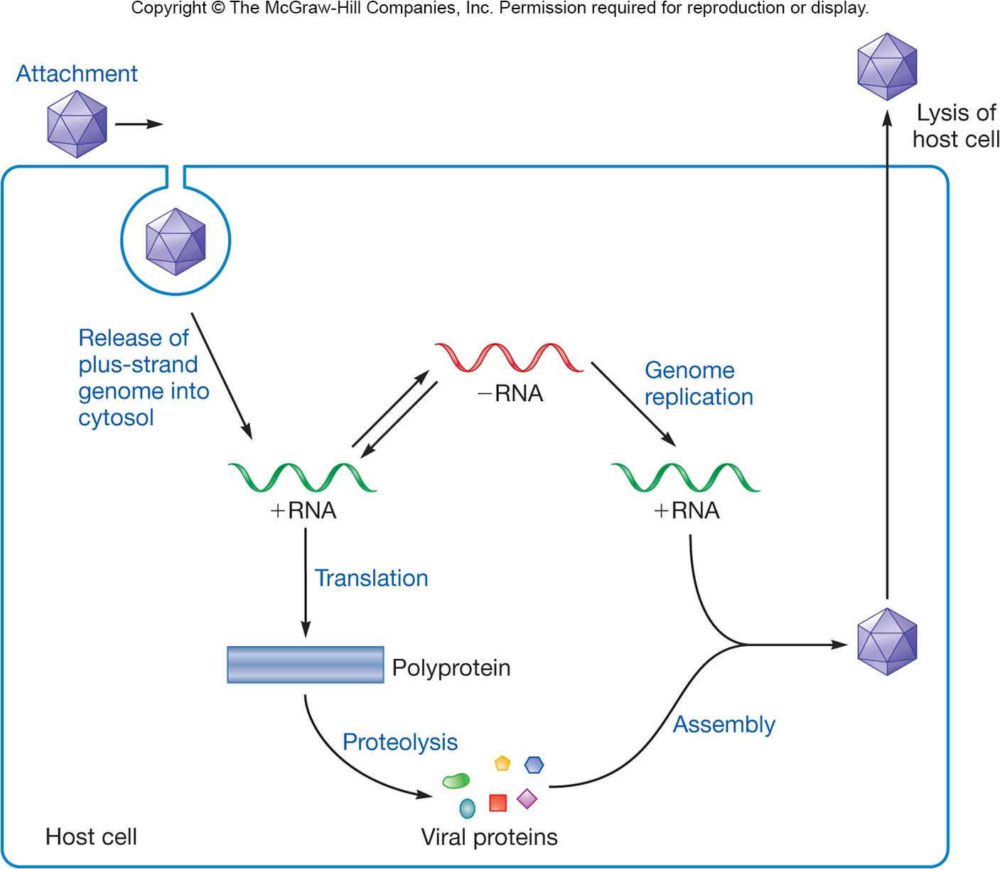 Copyright © The McGraw-Hill Companies, Inc. Permission required for reproduction or display.
Attachment
Lysis of
host cell
Release of
plus-strand
genome into
cytosol
−RNA
Genome
replication
+RNA
+RNA
Translation
Polyprotein
Proteolysis
Assembly
Viral proteins
Host cell